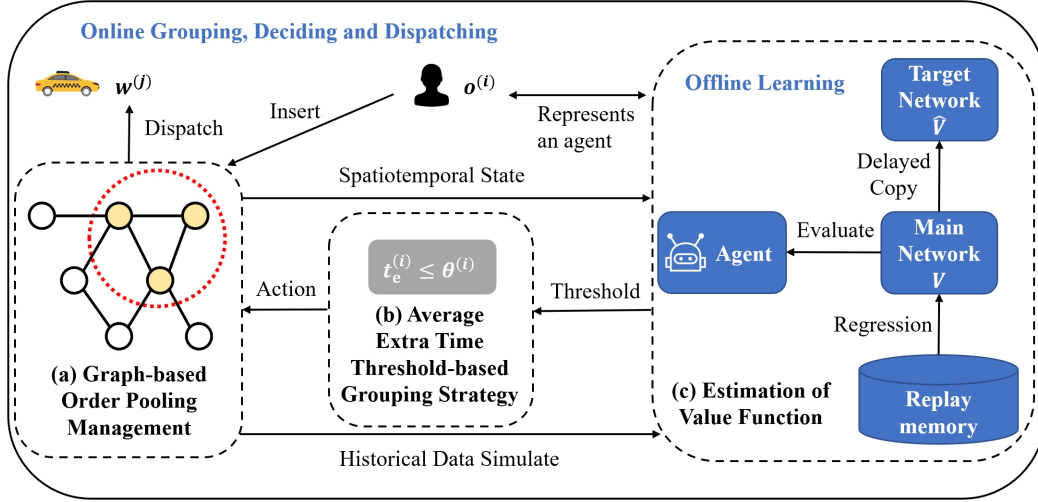 Online Grouping, Deciding and Dispatching
w^(j)
o^(i)
Dispatch
Insert
Represents
an agent
Offline Learning
Target
Network
V̂
Delayed
Copy
Spatiotemporal State
Agent
Evaluate
Main
Network
V
t_e^(i) ≤ θ^(i)
Action
Threshold
(b) Average
Extra Time
Threshold-based
Grouping Strategy
Regression
(a) Graph-based
Order Pooling
Management
(c) Estimation of
Value Function
Replay
memory
Historical Data Simulate